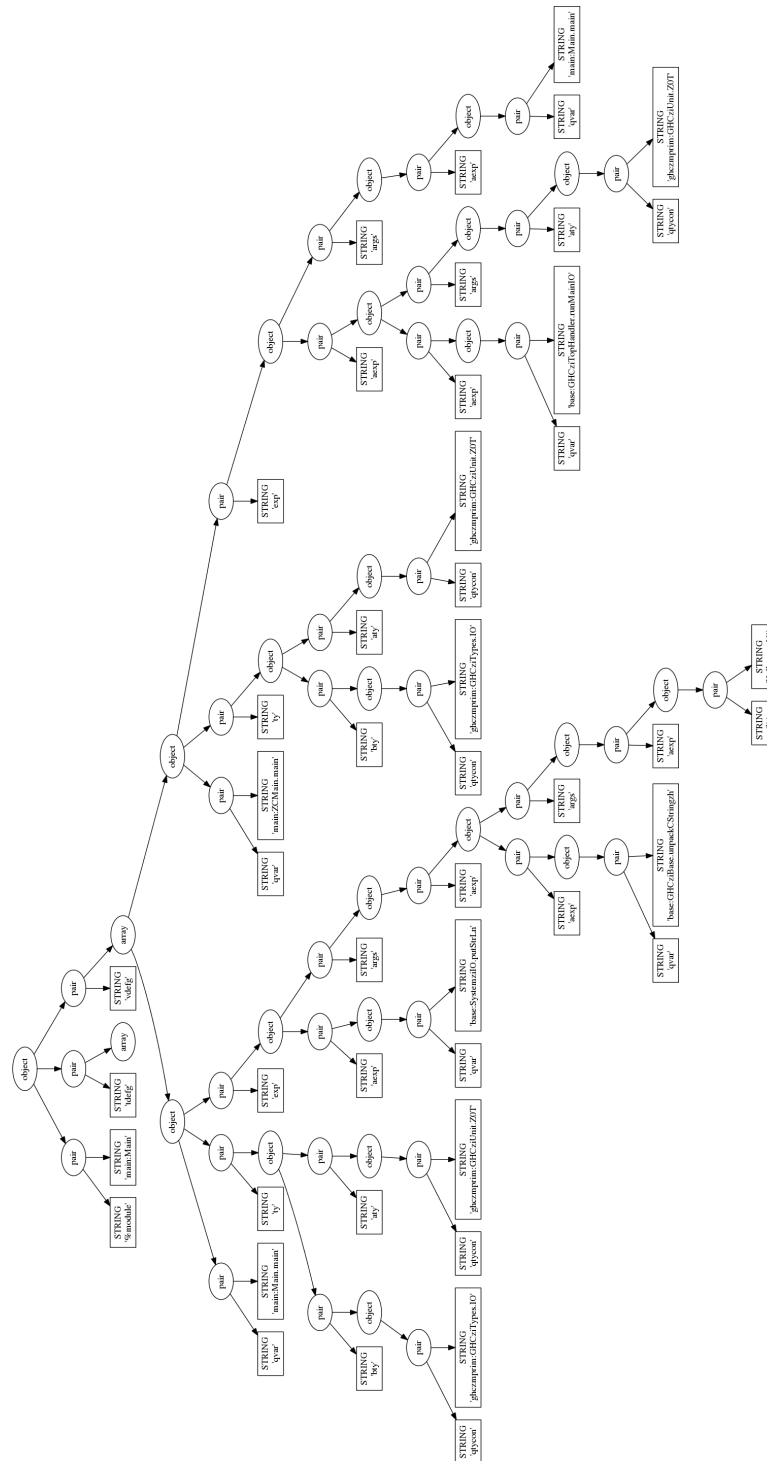 object
pair
pair
pair
STRING
'%module'
STRING
'main:Main'
STRING
'tdefg'
array
STRING
'vdefg'
array
object
object
pair
pair
pair
pair
pair
pair
STRING
'qvar'
STRING
'main:Main.main'
STRING
'ty'
object
STRING
'exp'
object
STRING
'qvar'
STRING
'main:ZCMain.main'
STRING
'ty'
object
STRING
'exp'
object
pair
pair
pair
pair
pair
pair
pair
pair
STRING
'bty'
object
STRING
'aty'
object
STRING
'aexp'
object
STRING
'args'
object
STRING
'bty'
object
STRING
'aty'
object
STRING
'aexp'
object
STRING
'args'
object
pair
pair
pair
pair
pair
pair
pair
pair
pair
STRING
'qtycon'
STRING
'ghczmprim:GHCziTypes.IO'
STRING
'qtycon'
STRING
'ghczmprim:GHCziUnit.Z0T'
STRING
'qvar'
STRING
'base:SystemziIO.putStrLn'
STRING
'aexp'
object
STRING
'qtycon'
STRING
'ghczmprim:GHCziTypes.IO'
STRING
'qtycon'
STRING
'ghczmprim:GHCziUnit.Z0T'
STRING
'aexp'
object
STRING
'args'
object
STRING
'aexp'
object
pair
pair
pair
pair
pair
STRING
'aexp'
object
STRING
'args'
object
STRING
'qvar'
STRING
'base:GHCziTopHandler.runMainIO'
STRING
'aty'
object
STRING
'qvar'
STRING
'main:Main.main'
pair
pair
pair
STRING
'qvar'
STRING
'base:GHCziBase.unpackCStringzh'
STRING
'aexp'
object
STRING
'qtycon'
STRING
'ghczmprim:GHCziUnit.Z0T'
pair
STRING
STRING